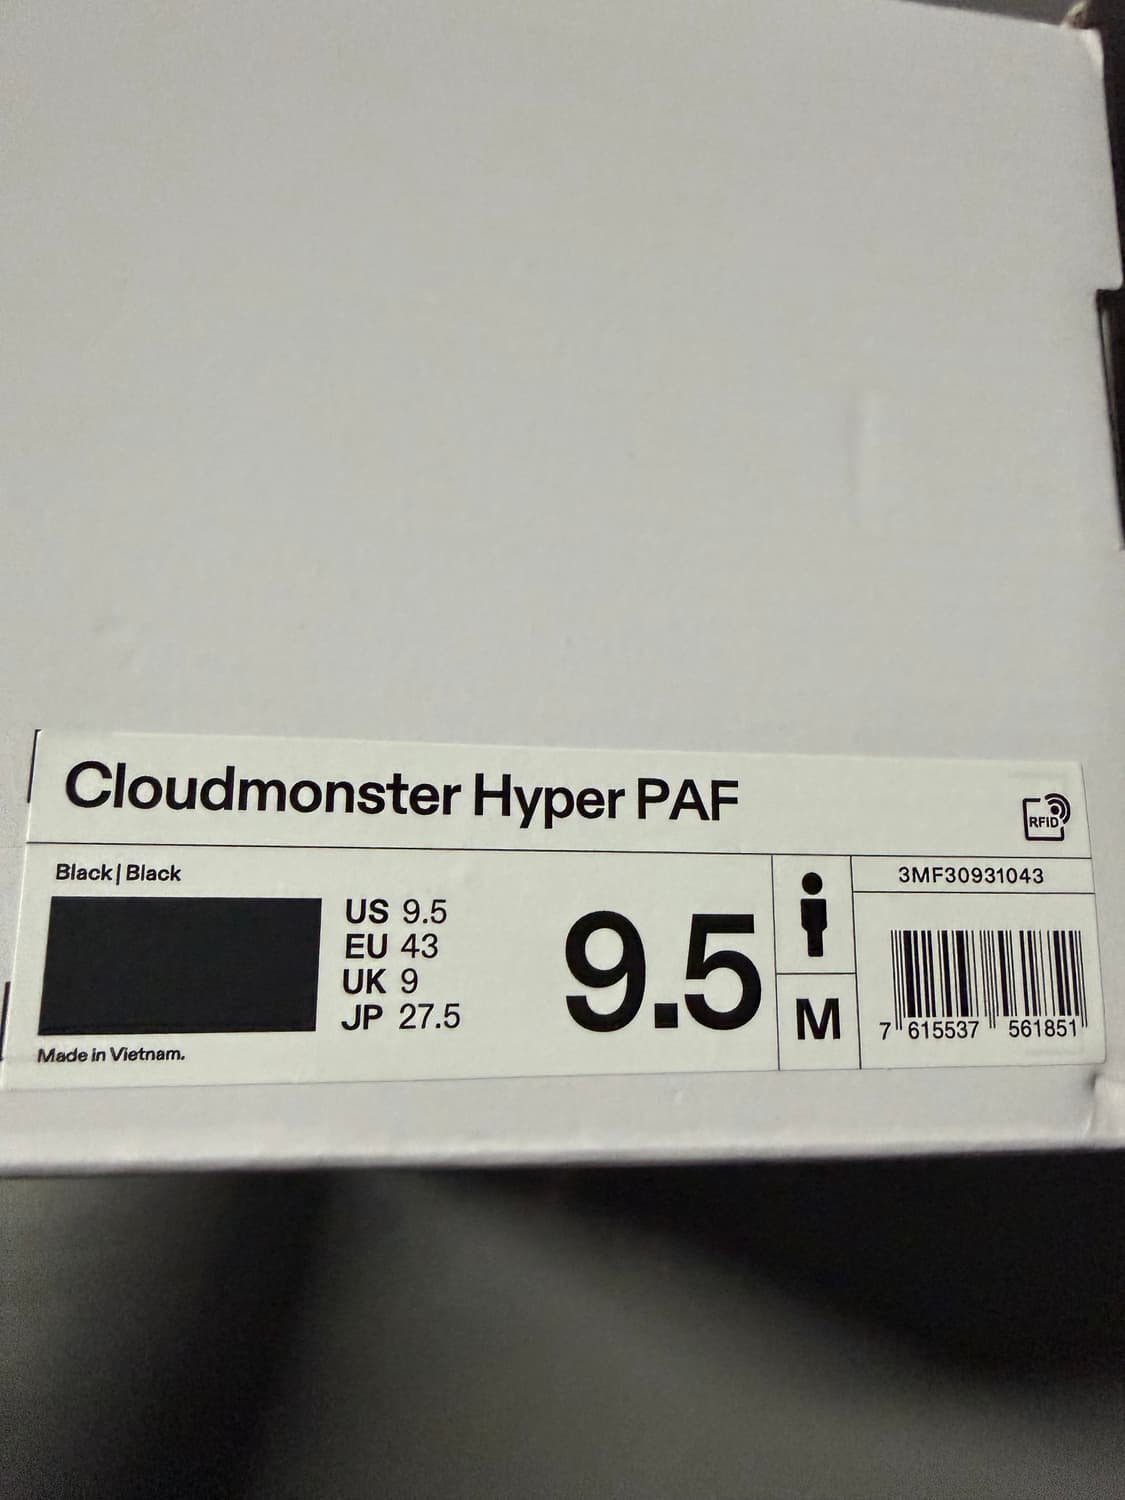 Cloudmonster Hyper PAF
RFID
Black | Black
US 9.5
EU 43
UK 9
JP 27.5
Made in Vietnam.
9.5
M
3MF30931043
7 615537 561851